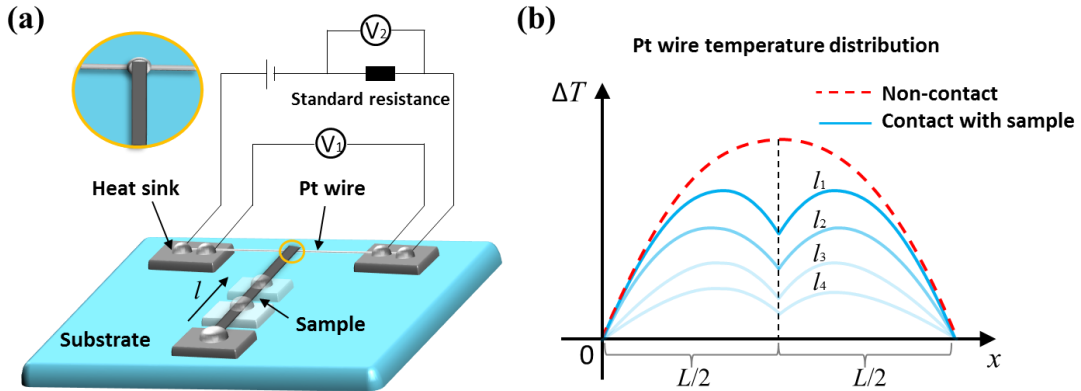 (a)
V₂
Standard resistance
V₁
Heat sink
Pt wire
l
Sample
Substrate
(b)
Pt wire temperature distribution
ΔT
Non-contact
Contact with sample
l₁
l₂
l₃
l₄
0
x
L/2
L/2